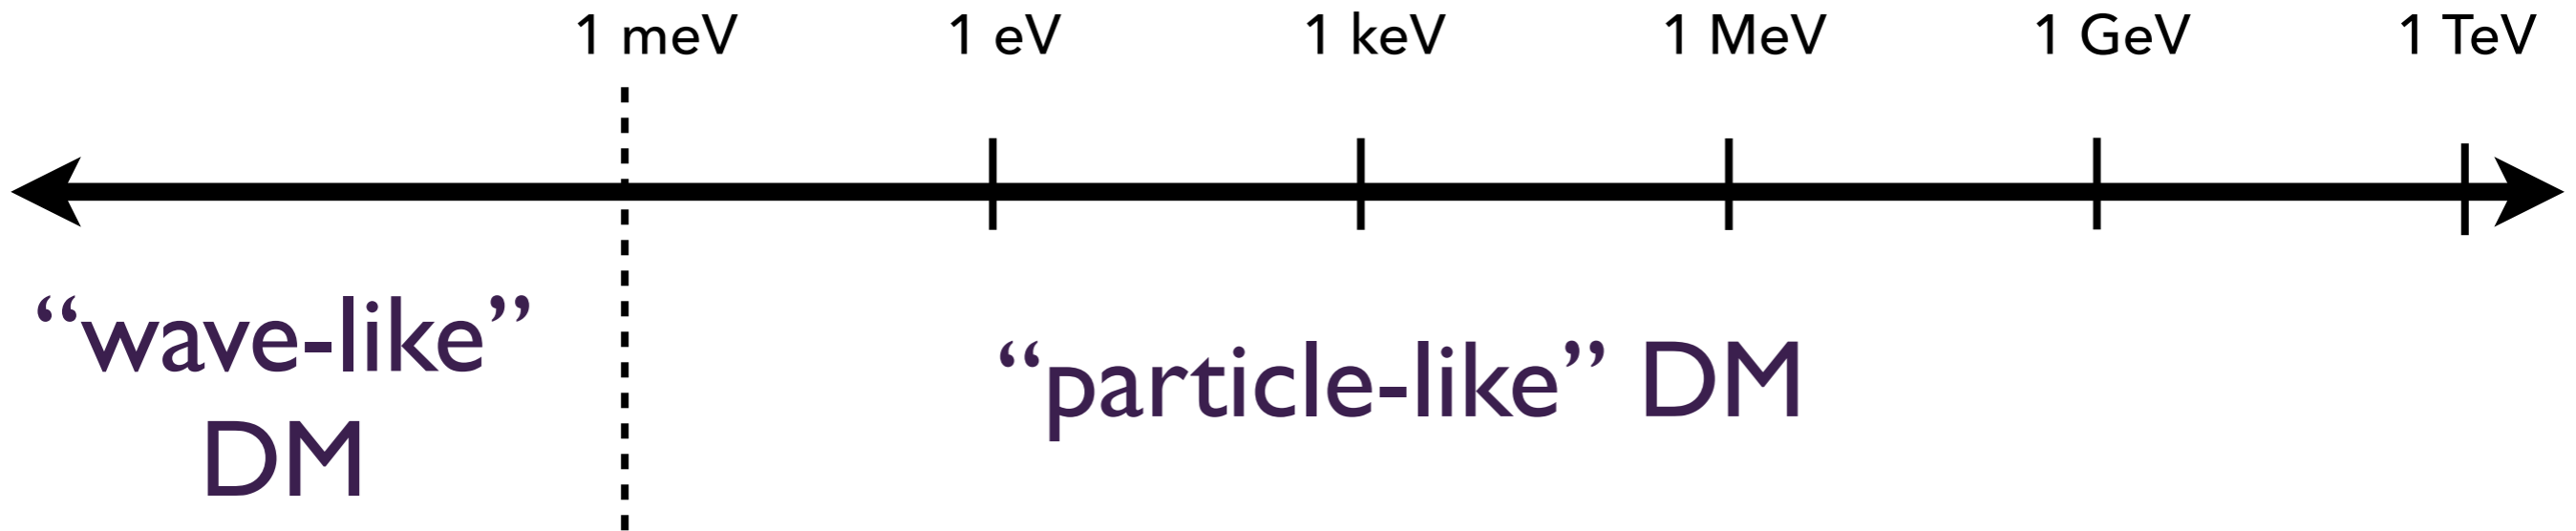 1 meV 1 eV 1 keV 1 MeV 1 GeV 1 TeV
“wave-like”
DM
“particle-like” DM